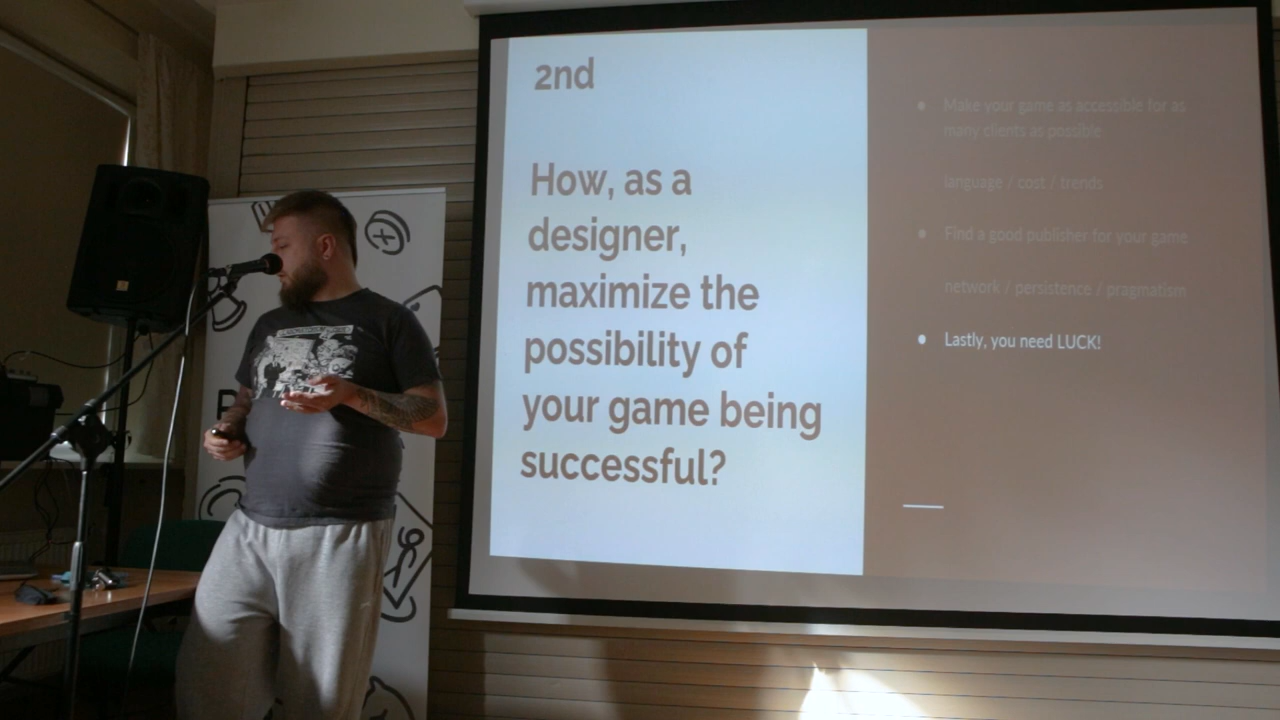 2nd
How, as a
designer,
maximize the
possibility of
your game being
successful?
● Make your game as accessible for as
many clients as possible
language / cost / trends
● Find a good publisher for your game
network / persistence / pragmatism
● Lastly, you need LUCK!